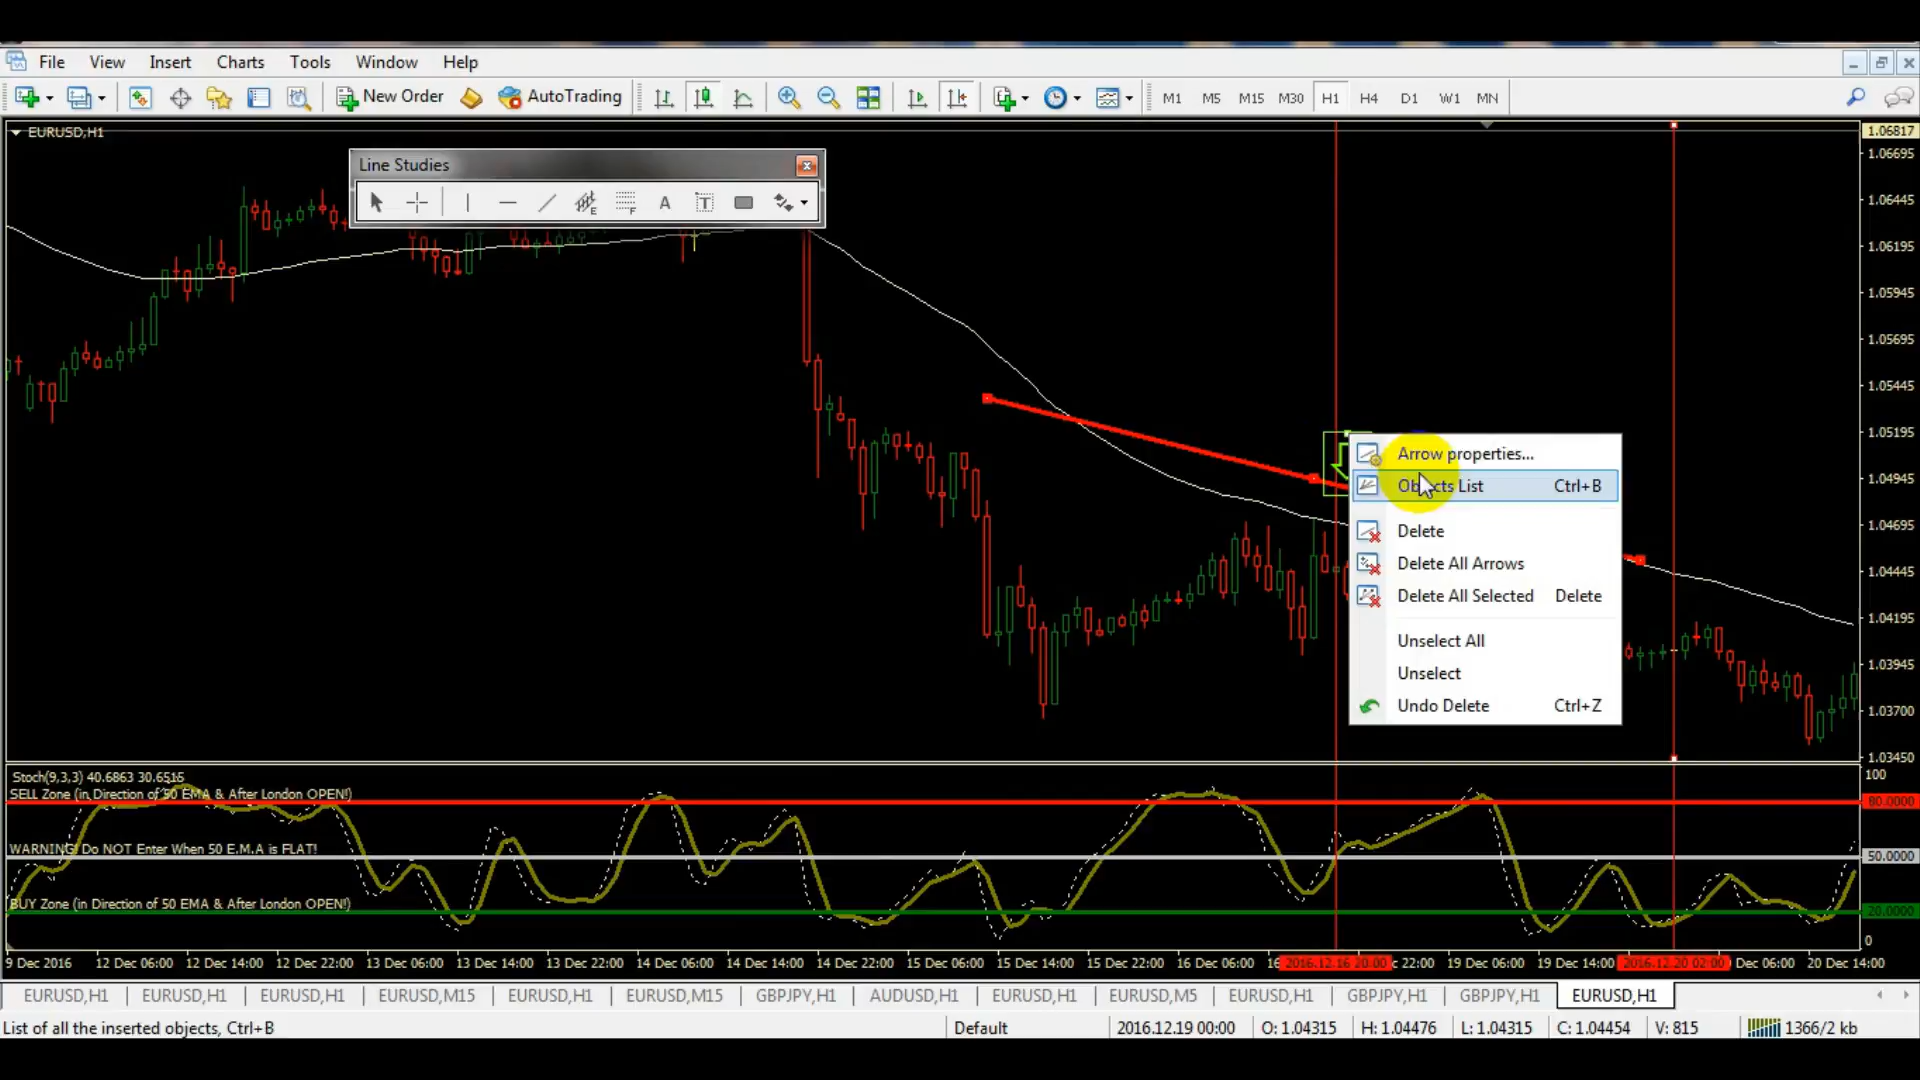 File View Insert Charts Tools Window Help
New Order AutoTrading M1 M5 M15 M30 H1 H4 D1 W1 MN
EURUSD,H1
1.06817
Line Studies
1.06695
E F A T
1.06445
1.06195
1.05945
1.05695
1.05445
1.05195
Arrow properties...
1.04945
Objects List Ctrl+B
1.04695
Delete
Delete All Arrows
1.04445
Delete All Selected Delete
1.04195
Unselect All
1.03945
Unselect
Undo Delete Ctrl+Z
1.03700
1.03450
Stoch(9,3,3) 40.6863 30.6515
100
SELL Zone (in Direction of 50 EMA & After London OPEN!)
80.0000
WARNING! Do NOT Enter When 50 E.M.A is FLAT!
50.0000
BUY Zone (in Direction of 50 EMA & After London OPEN!)
20.0000
0
9 Dec 2016 12 Dec 06:00 12 Dec 14:00 12 Dec 22:00 13 Dec 06:00 13 Dec 14:00 13 Dec 22:00 14 Dec 06:00 14 Dec 14:00 14 Dec 22:00 15 Dec 06:00 15 Dec 14:00 15 Dec 22:00 16 Dec 06:00 16 2016.12.16 20:00 c 22:00 19 Dec 06:00 19 Dec 14:00 2016.12.20 02:00 Dec 06:00 20 Dec 14:00
EURUSD,H1 EURUSD,H1 EURUSD,H1 EURUSD,M15 EURUSD,H1 EURUSD,M15 GBPJPY,H1 AUDUSD,H1 EURUSD,H1 EURUSD,M5 EURUSD,H1 GBPJPY,H1 GBPJPY,H1 EURUSD,H1
List of all the inserted objects, Ctrl+B Default 2016.12.19 00:00 O: 1.04315 H: 1.04476 L: 1.04315 C: 1.04454 V: 815 1366/2 kb